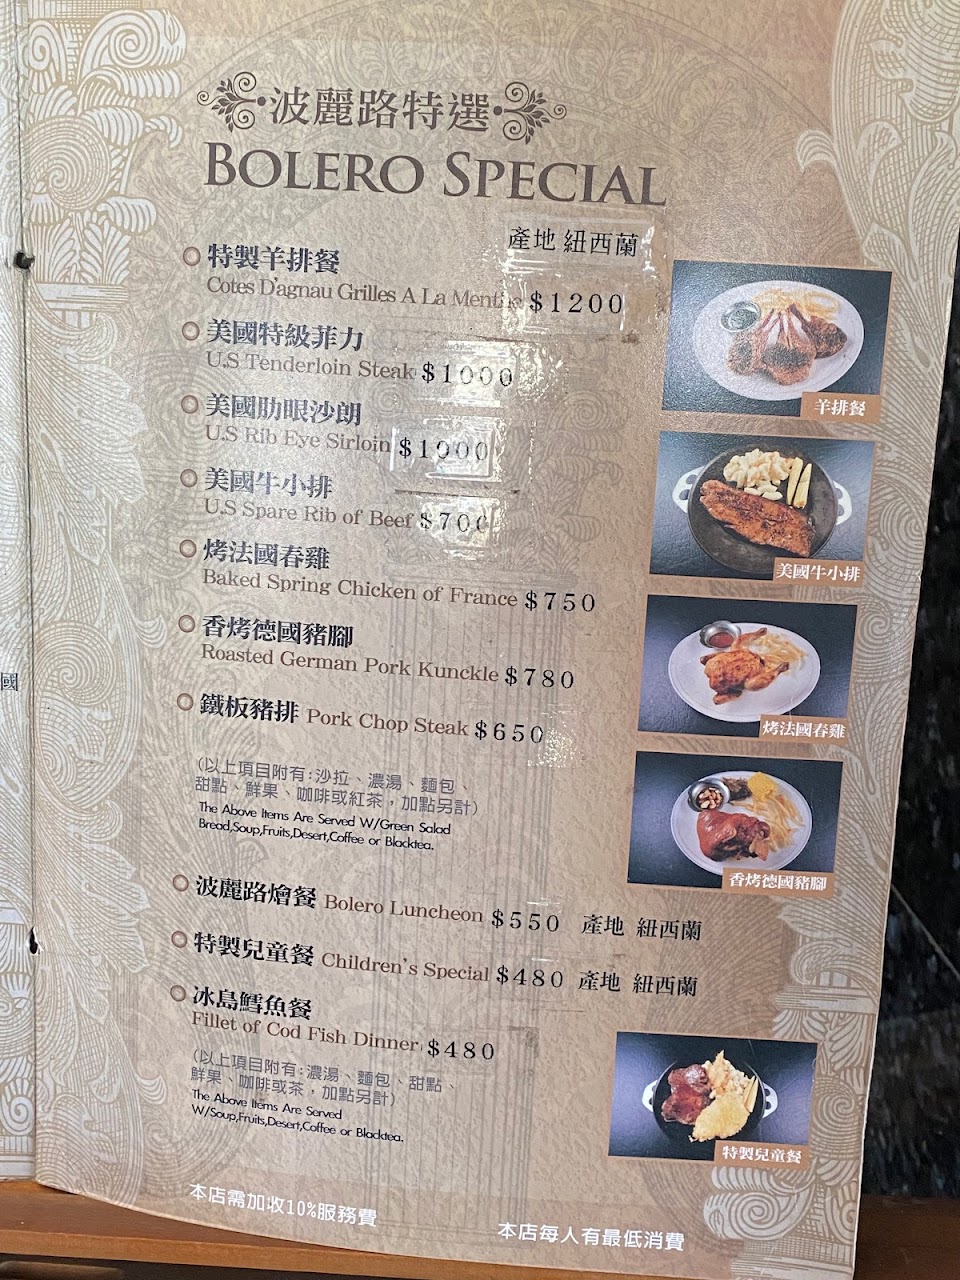 波麗路特選
BOLERO SPECIAL
產地 紐西蘭
特製羊排餐
Cotes D'agnau Grilles A La Menthe $1200
美國特級菲力
U.S Tenderloin Steak $1000
美國肋眼沙朗
U.S Rib Eye Sirloin $1000
美國牛小排
U.S Spare Rib of Beef $700
烤法國春雞
Baked Spring Chicken of France $750
香烤德國豬腳
Roasted German Pork Kunckle $780
鐵板豬排 Pork Chop Steak $650
(以上項目附有:沙拉、濃湯、麵包、
甜點、鮮果、咖啡或紅茶，加點另計)
The Above Items Are Served W/Green Salad
Bread,Soup,Fruits,Desert,Coffee or Blacktea.
波麗路燴餐 Bolero Luncheon $550 產地 紐西蘭
特製兒童餐 Children's Special $480 產地 紐西蘭
冰島鱈魚餐
Fillet of Cod Fish Dinner $480
(以上項目附有:濃湯、麵包、甜點、
鮮果、咖啡或茶，加點另計)
The Above Items Are Served
W/Soup,Fruits,Desert,Coffee or Blacktea.
本店需加收10%服務費
本店每人有最低消費
羊排餐
美國牛小排
烤法國春雞
香烤德國豬腳
特製兒童餐
國